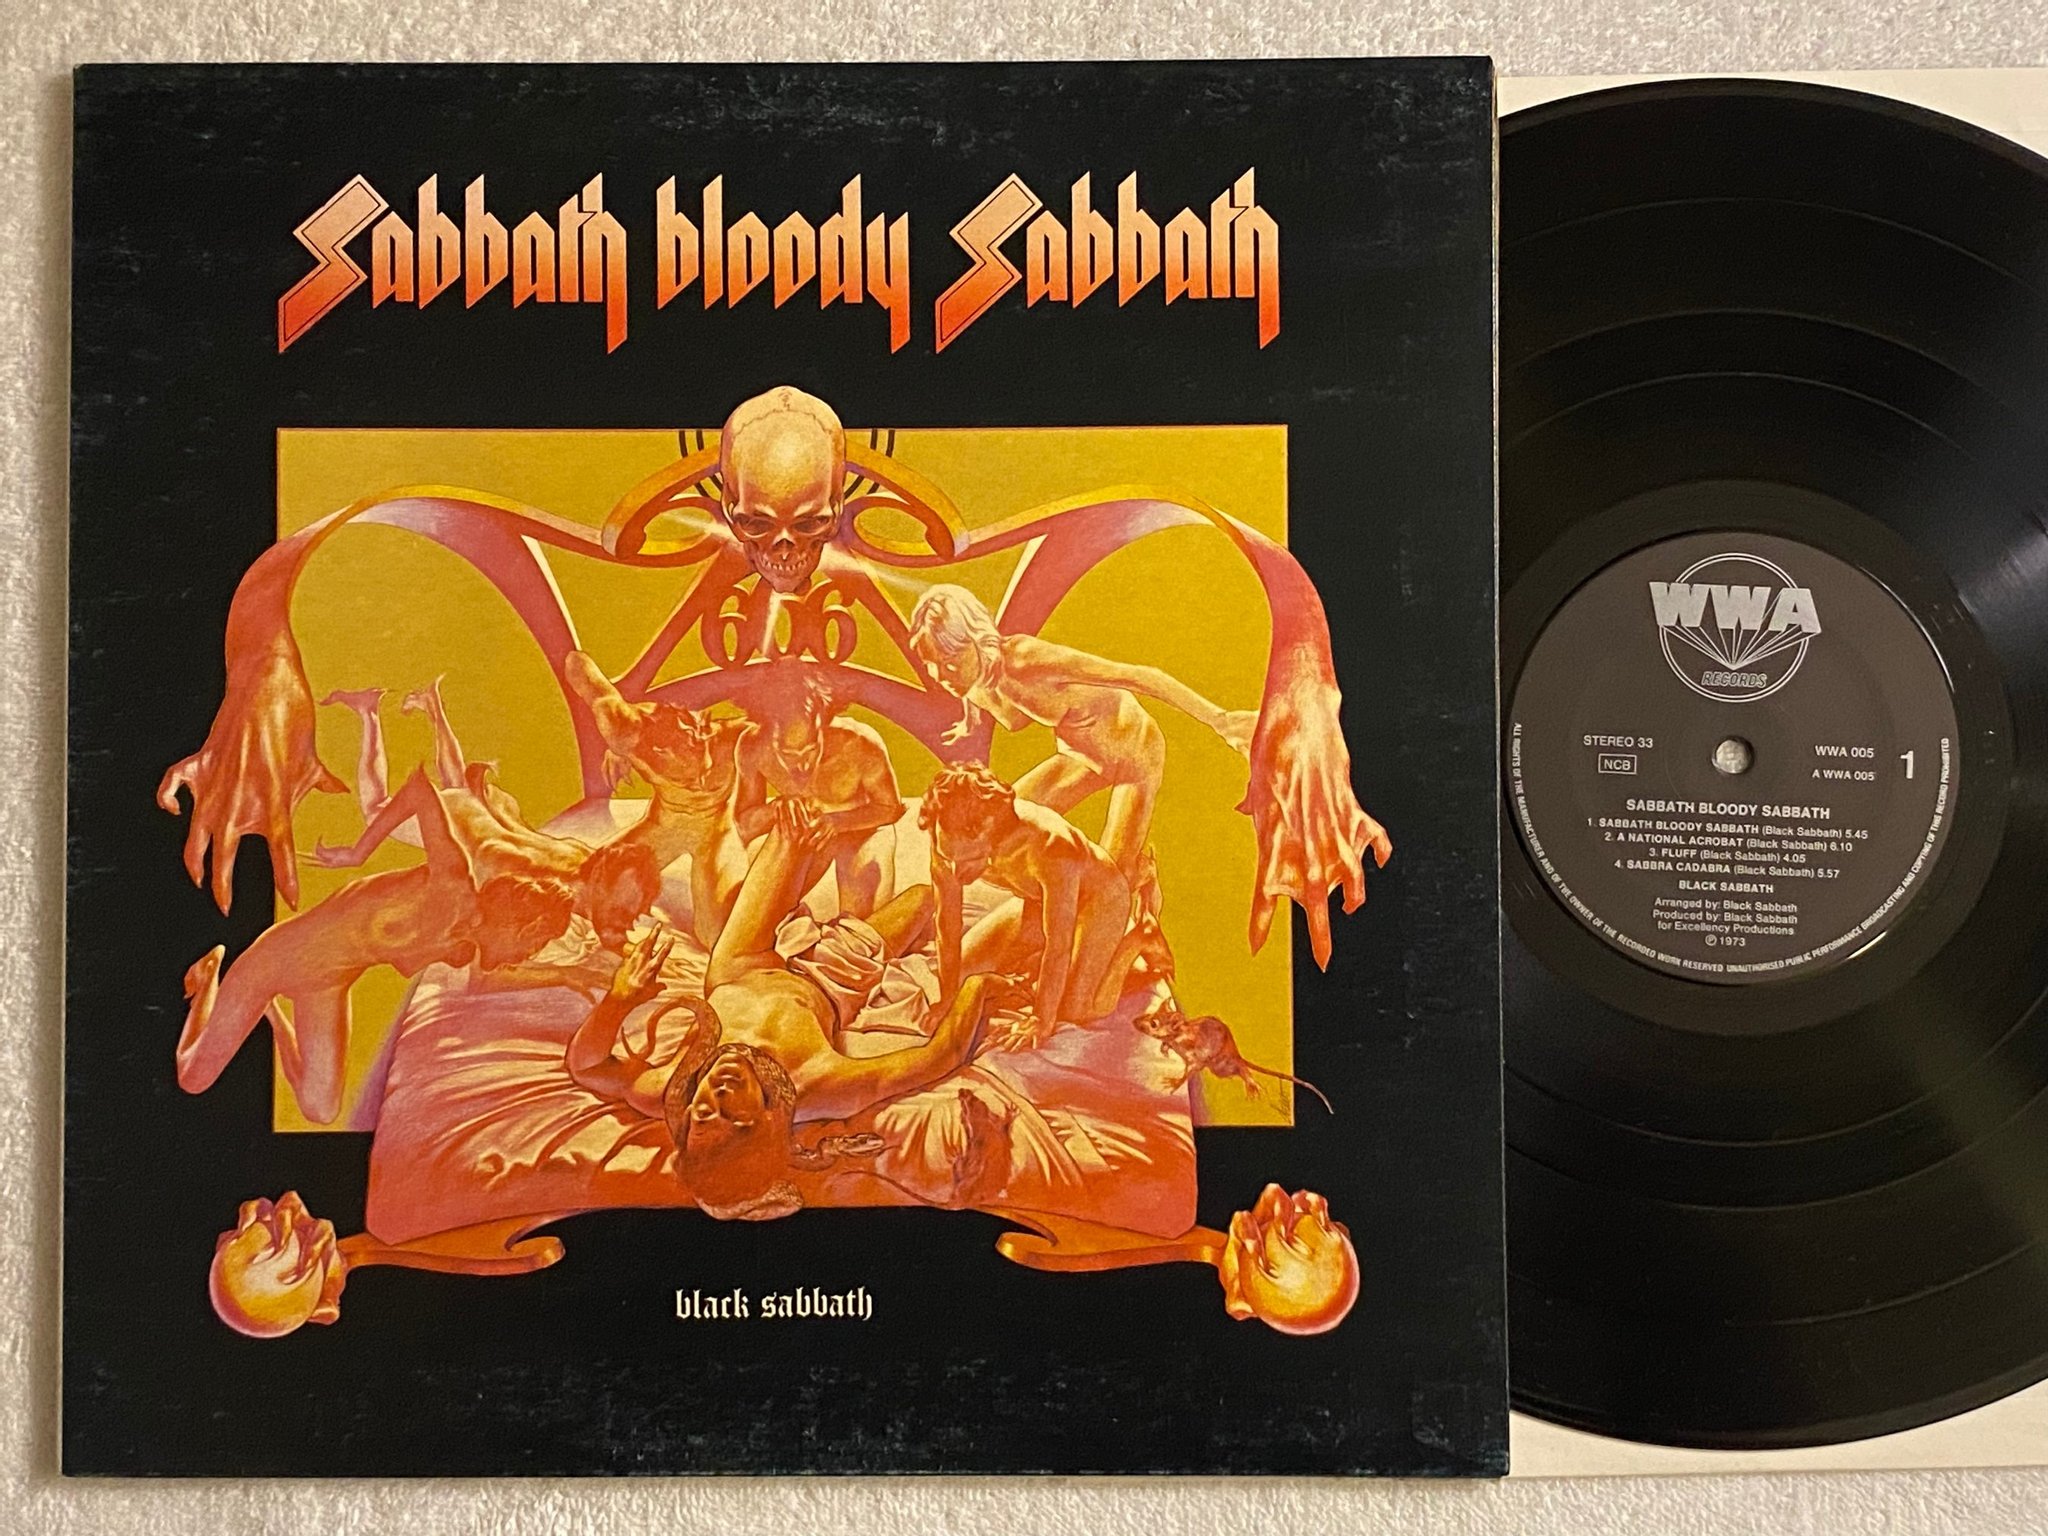 Sabbath bloody Sabbath
666
black sabbath
WWA
RECORDS
STEREO 33
NCB
WWA 005
A WWA 005
1
SABBATH BLOODY SABBATH
1. SABBATH BLOODY SABBATH (Black Sabbath) 5.45
2. A NATIONAL ACROBAT (Black Sabbath) 6.10
3. FLUFF (Black Sabbath) 4.05
4. SABBRA CADABRA (Black Sabbath) 5.57
BLACK SABBATH
Arranged by: Black Sabbath
Produced by: Black Sabbath
for Excellency Productions
℗ 1973
ALL RIGHTS OF THE MANUFACTURER AND OF THE OWNER OF THE RECORDED WORK RESERVED UNAUTHORISED PUBLIC PERFORMANCE BROADCASTING AND COPYING OF THIS RECORD PROHIBITED